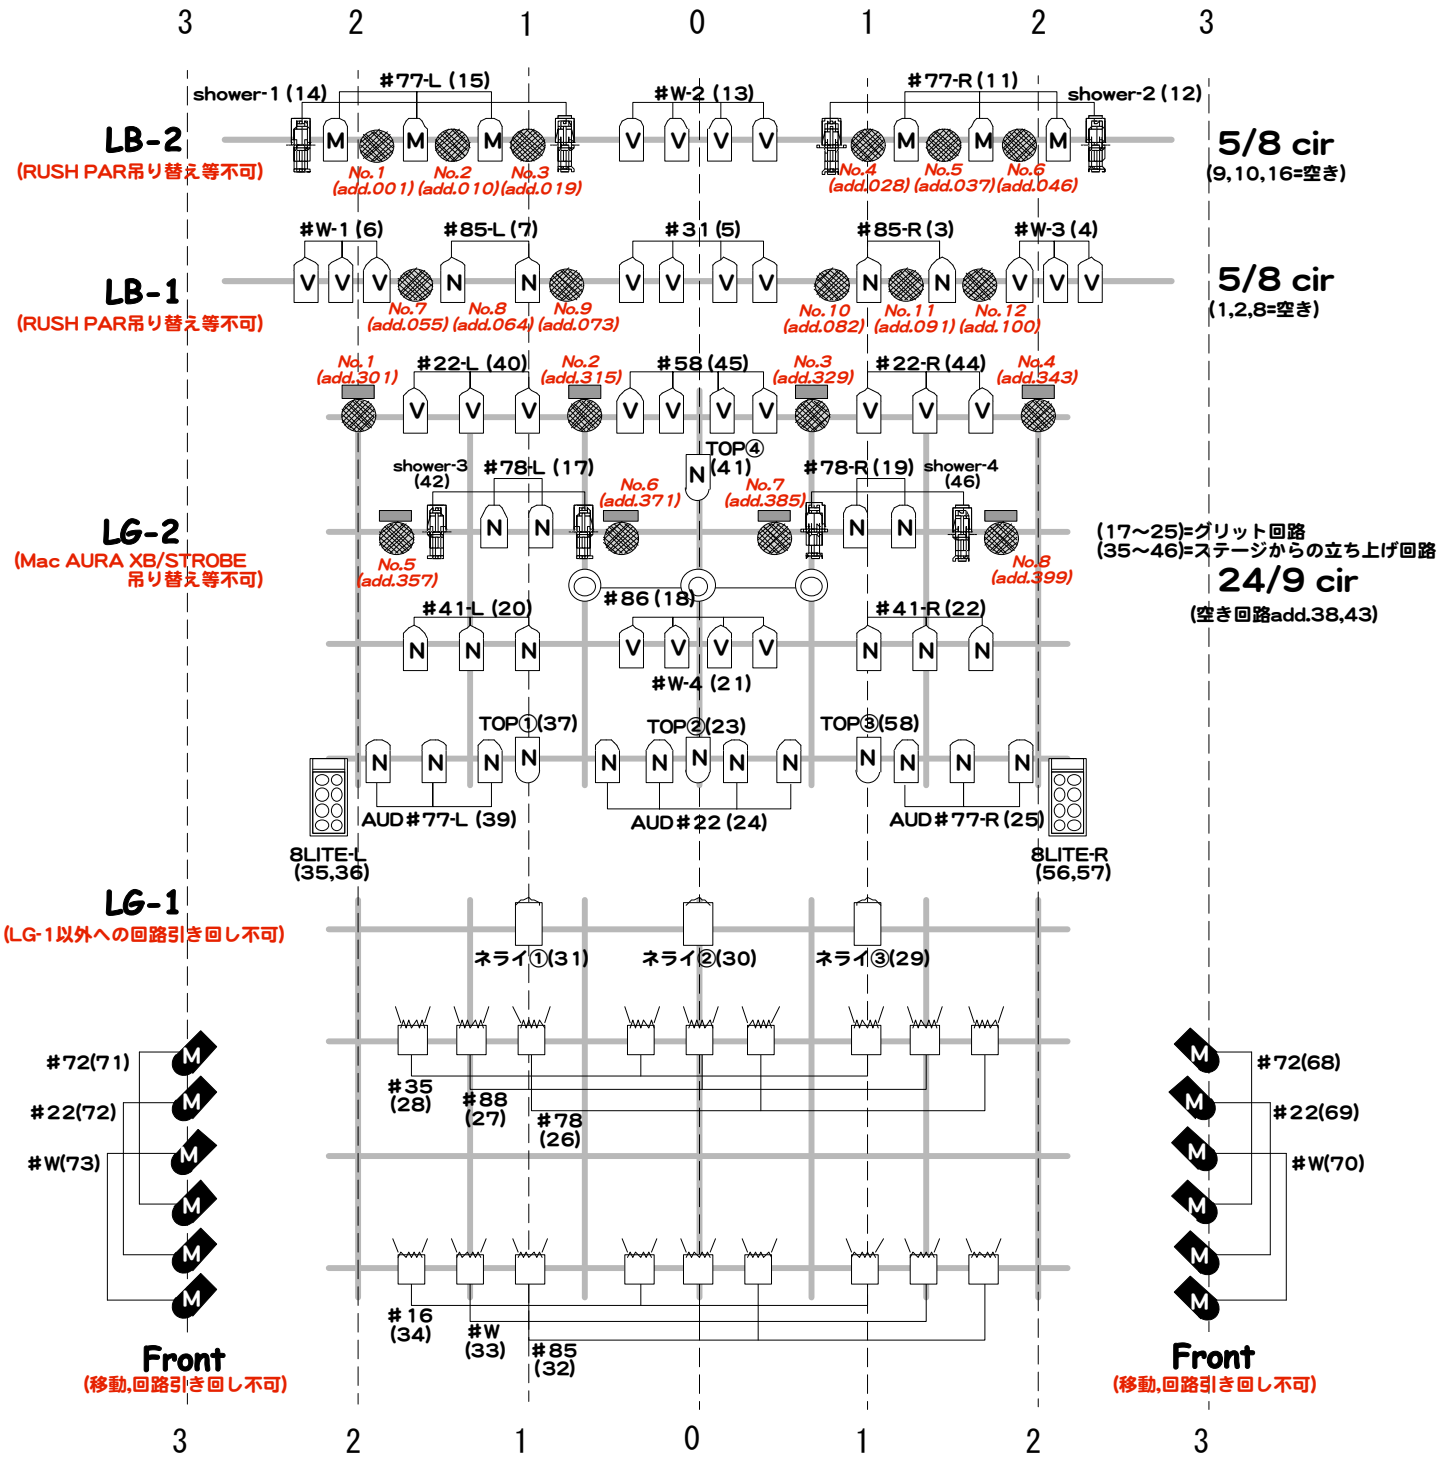 3 2 1 0 1 2 3
#77-L (15)
#77-R (11)
shower-1 (14)
#W-2 (13)
shower-2 (12)
LB-2
(RUSH PAR吊り替え等不可)
M M M V V V V M M M
5/8 cir
(9,10,16=空き)
No.1
(add.001)
No.2
(add.010)
No.3
(add.019)
No.4
(add.028)
No.5
(add.037)
No.6
(add.046)
#W-1 (6)
#85-L (7)
#31 (5)
#85-R (3)
#W-3 (4)
LB-1
(RUSH PAR吊り替え等不可)
V V V N N V V V V N N V V V
5/8 cir
(1,2,8=空き)
No.7
(add.055)
No.8
(add.064)
No.9
(add.073)
No.10
(add.082)
No.11
(add.091)
No.12
(add.100)
No.1
(add.301)
#22-L (40)
No.2
(add.315)
#58 (45)
No.3
(add.329)
#22-R (44)
No.4
(add.343)
V V V V V V V V V V
TOP④
(41)
N
shower-3
(42)
#78-L (17)
#78-R (19)
shower-4
(46)
No.6
(add.371)
No.7
(add.385)
LG-2
(Mac AURA XB/STROBE
吊り替え等不可)
N N N N
No.5
(add.357)
No.8
(add.399)
(17～25)=グリット回路
(35～46)=ステージからの立ち上げ回路
24/9 cir
(空き回路add.38,43)
#86 (18)
#41-L (20)
#41-R (22)
N N N V V V V N N N
#W-4 (21)
TOP①(37)
TOP②(23)
TOP③(58)
N N N N N N N N N N N N N
AUD#77-L (39)
AUD#22 (24)
AUD#77-R (25)
8LITE-L
(35,36)
8LITE-R
(56,57)
LG-1
(LG-1以外への回路引き回し不可)
ネライ①(31)
ネライ②(30)
ネライ③(29)
#72(71)
#22(72)
#W(73)
M
M
M
M
M
M
#35
(28)
#88
(27)
#78
(26)
#72(68)
#22(69)
#W(70)
M
M
M
M
M
M
#16
(34)
#W
(33)
#85
(32)
Front
(移動,回路引き回し不可)
Front
(移動,回路引き回し不可)
3 2 1 0 1 2 3